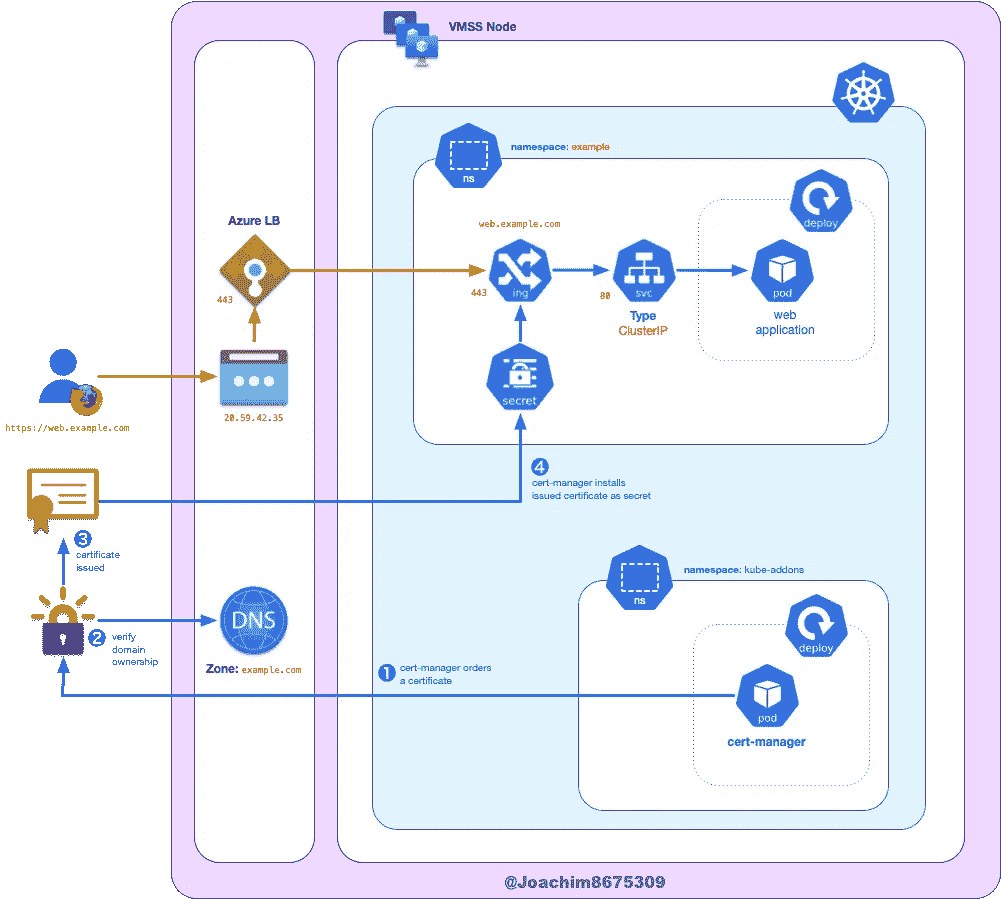 VMSS Node
namespace: example
ns
deploy
Azure LB
web.example.com
443
443
ing
80
svc
pod
Type
ClusterIP
web
application
secret
20.59.42.35
https://web.example.com
4
cert-manager installs
issued certificate as secret
3
certificate
issued
namespace: kube-addons
ns
DNS
2
verify
domain
ownership
deploy
Zone: example.com
1
cert-manager orders
a certificate
pod
cert-manager
@Joachim8675309